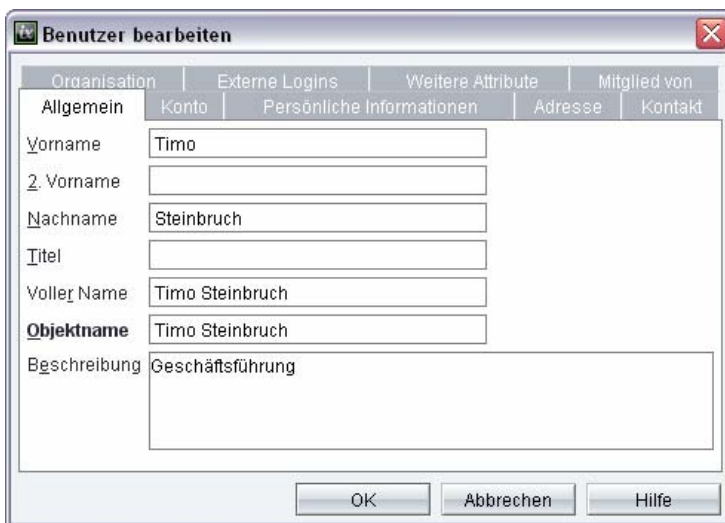 Benutzer bearbeiten
Organisation Externe Logins Weitere Attribute Mitglied von
Allgemein Konto Persönliche Informationen Adresse Kontakt
Vorname Timo
2. Vorname
Nachname Steinbruch
Titel
Voller Name Timo Steinbruch
Objektname Timo Steinbruch
Beschreibung Geschäftsführung
OK Abbrechen Hilfe